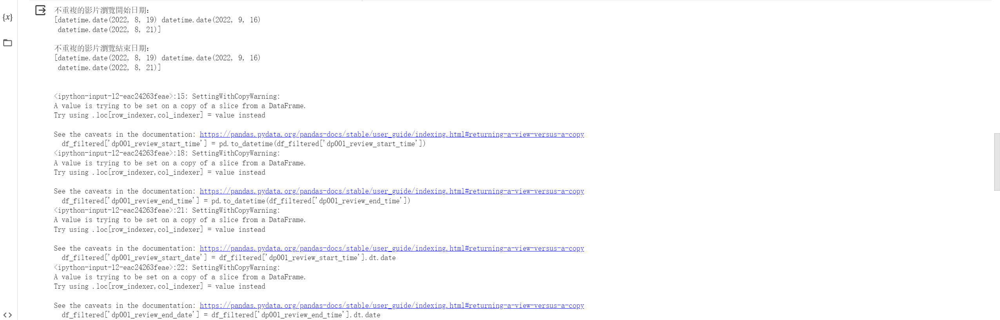 {x}
不重複的影片瀏覽開始日期:
[datetime.date(2022, 8, 19) datetime.date(2022, 9, 16)
 datetime.date(2022, 8, 21)]
不重複的影片瀏覽結束日期:
[datetime.date(2022, 8, 19) datetime.date(2022, 9, 16)
 datetime.date(2022, 8, 21)]
<ipython-input-12-eac24263feae>:15: SettingWithCopyWarning:
A value is trying to be set on a copy of a slice from a DataFrame.
Try using .loc[row_indexer,col_indexer] = value instead
See the caveats in the documentation: https://pandas.pydata.org/pandas-docs/stable/user_guide/indexing.html#returning-a-view-versus-a-copy
  df_filtered['dp001_review_start_time'] = pd.to_datetime(df_filtered['dp001_review_start_time'])
<ipython-input-12-eac24263feae>:18: SettingWithCopyWarning:
A value is trying to be set on a copy of a slice from a DataFrame.
Try using .loc[row_indexer,col_indexer] = value instead
See the caveats in the documentation: https://pandas.pydata.org/pandas-docs/stable/user_guide/indexing.html#returning-a-view-versus-a-copy
  df_filtered['dp001_review_end_time'] = pd.to_datetime(df_filtered['dp001_review_end_time'])
<ipython-input-12-eac24263feae>:21: SettingWithCopyWarning:
A value is trying to be set on a copy of a slice from a DataFrame.
Try using .loc[row_indexer,col_indexer] = value instead
See the caveats in the documentation: https://pandas.pydata.org/pandas-docs/stable/user_guide/indexing.html#returning-a-view-versus-a-copy
  df_filtered['dp001_review_start_date'] = df_filtered['dp001_review_start_time'].dt.date
<ipython-input-12-eac24263feae>:22: SettingWithCopyWarning:
A value is trying to be set on a copy of a slice from a DataFrame.
Try using .loc[row_indexer,col_indexer] = value instead
See the caveats in the documentation: https://pandas.pydata.org/pandas-docs/stable/user_guide/indexing.html#returning-a-view-versus-a-copy
  df_filtered['dp001_review_end_date'] = df_filtered['dp001_review_end_time'].dt.date